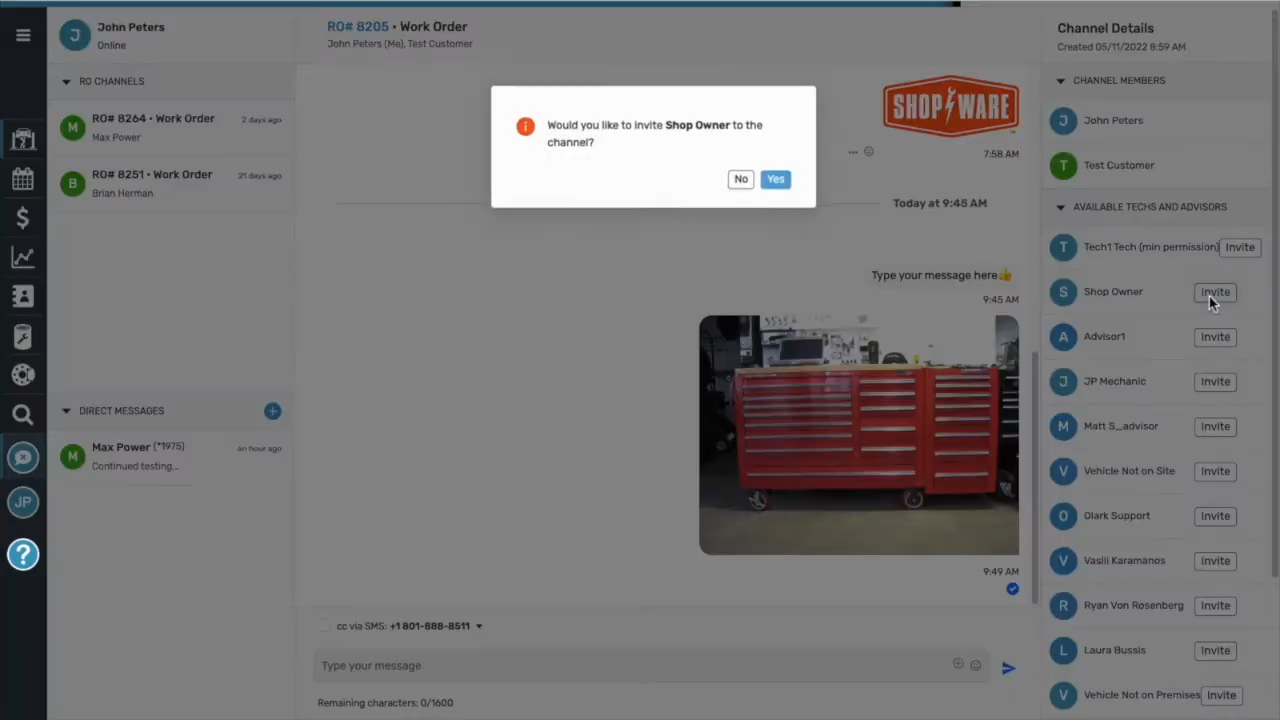 John Peters
Online
RO CHANNELS
RO# 8264 • Work Order
2 days ago
Max Power
RO# 8251 • Work Order
21 days ago
Brian Herman
DIRECT MESSAGES
Max Power (*1975)
an hour ago
Continued testing...
JP
RO# 8205 • Work Order
John Peters (Me), Test Customer
SHOP WARE
7:58 AM
Would you like to invite Shop Owner to the
channel?
No
Yes
Today at 9:45 AM
Type your message here👍
9:45 AM
9:49 AM
cc via SMS: +1 801-888-8511
Type your message
Remaining characters: 0/1600
Channel Details
Created 05/11/2022 8:59 AM
CHANNEL MEMBERS
J John Peters
T Test Customer
AVAILABLE TECHS AND ADVISORS
T Tech1 Tech (min permission) Invite
S Shop Owner Invite
A Advisor1 Invite
J JP Mechanic Invite
M Matt S_advisor Invite
V Vehicle Not on Site Invite
O Olark Support Invite
V Vasili Karamanos Invite
R Ryan Von Rosenberg Invite
L Laura Bussis Invite
V Vehicle Not on Premises Invite